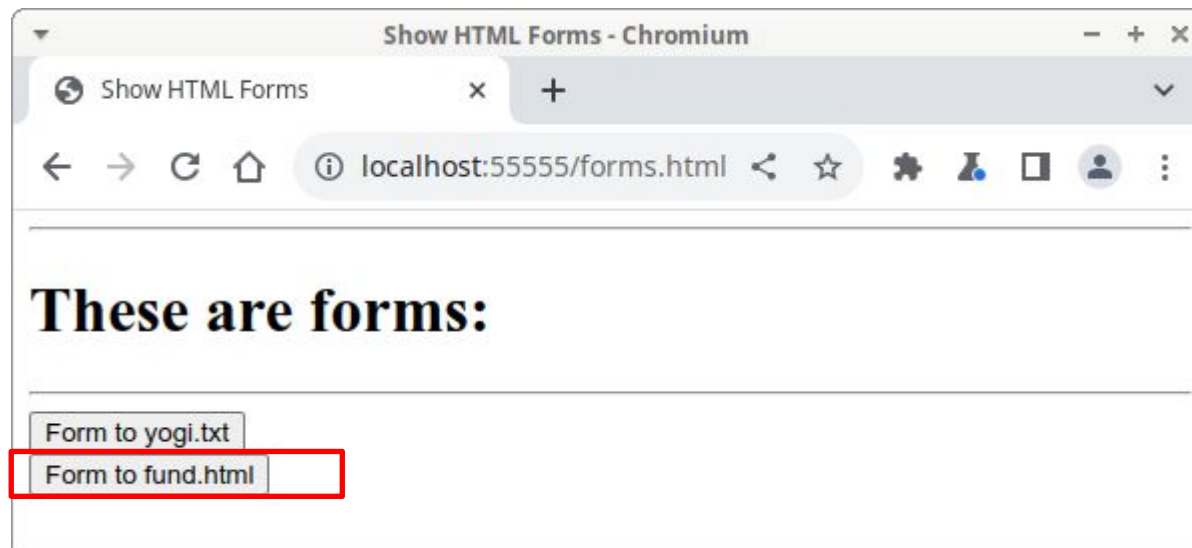 Show HTML Forms - Chromium
Show HTML Forms
localhost:55555/forms.html
These are forms:
Form to yogi.txt
Form to fund.html